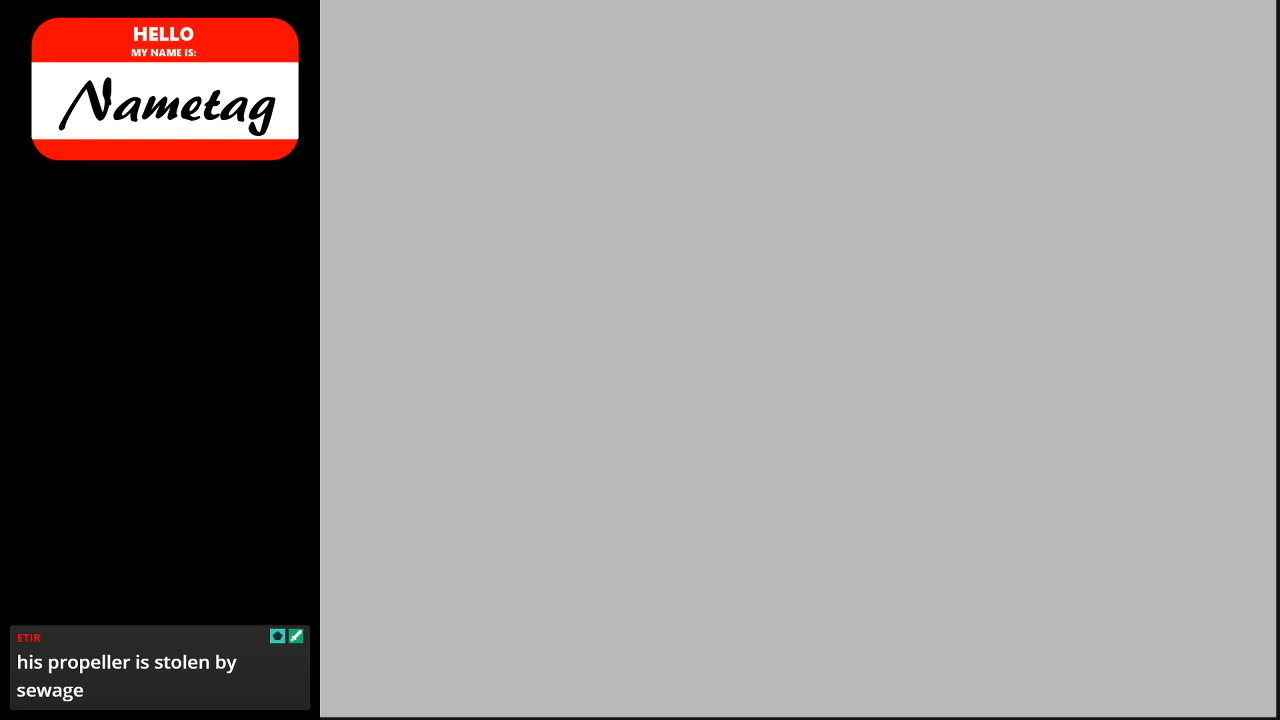 HELLO
MY NAME IS:
Nametag
ETIR
his propeller is stolen by
sewage